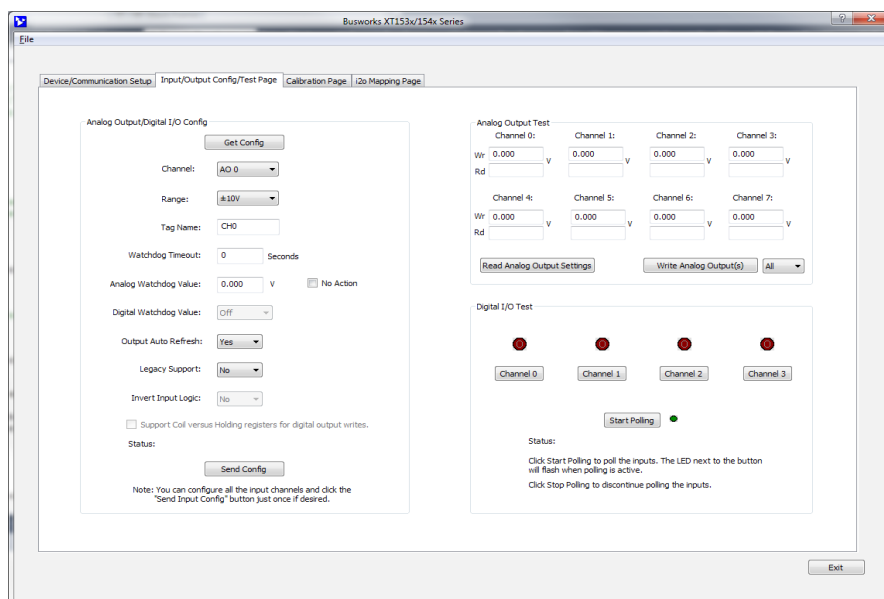 Busworks XT153x/154x Series
File
Device/Communication Setup Input/Output Config/Test Page Calibration Page i2o Mapping Page
Analog Output/Digital I/O Config
Get Config
Channel: AO 0
Range: ±10V
Tag Name: CH0
Watchdog Timeout: 0 Seconds
Analog Watchdog Value: 0.000 V No Action
Digital Watchdog Value: Off
Output Auto Refresh: Yes
Legacy Support: No
Invert Input Logic: No
Support Coil versus Holding registers for digital output writes.
Status:
Send Config
Note: You can configure all the input channels and click the
"Send Input Config" button just once if desired.
Analog Output Test
Channel 0: Channel 1: Channel 2: Channel 3:
Wr 0.000 V 0.000 V 0.000 V 0.000 V
Rd
Channel 4: Channel 5: Channel 6: Channel 7:
Wr 0.000 V 0.000 V 0.000 V 0.000 V
Rd
Read Analog Output Settings Write Analog Output(s) All
Digital I/O Test
Channel 0 Channel 1 Channel 2 Channel 3
Start Polling
Status:
Click Start Polling to poll the inputs. The LED next to the button
will flash when polling is active.
Click Stop Polling to discontinue polling the inputs.
Exit